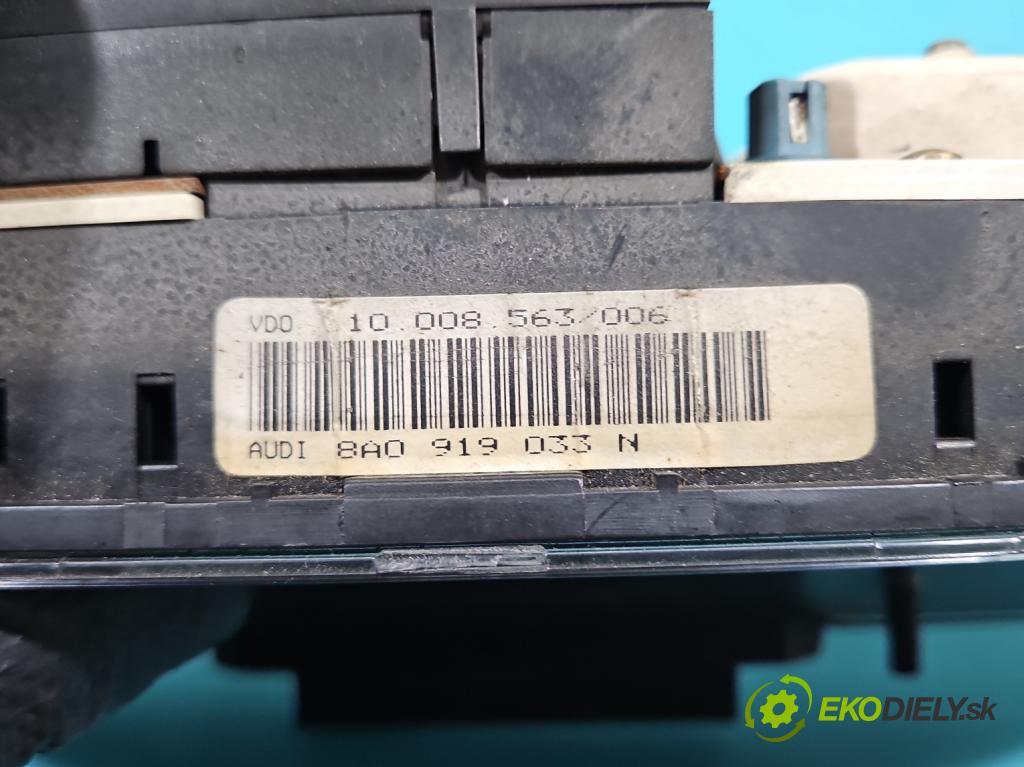 VDO 10.008.563/006
AUDI 8A0 919 033 N
EKODIELY.sk